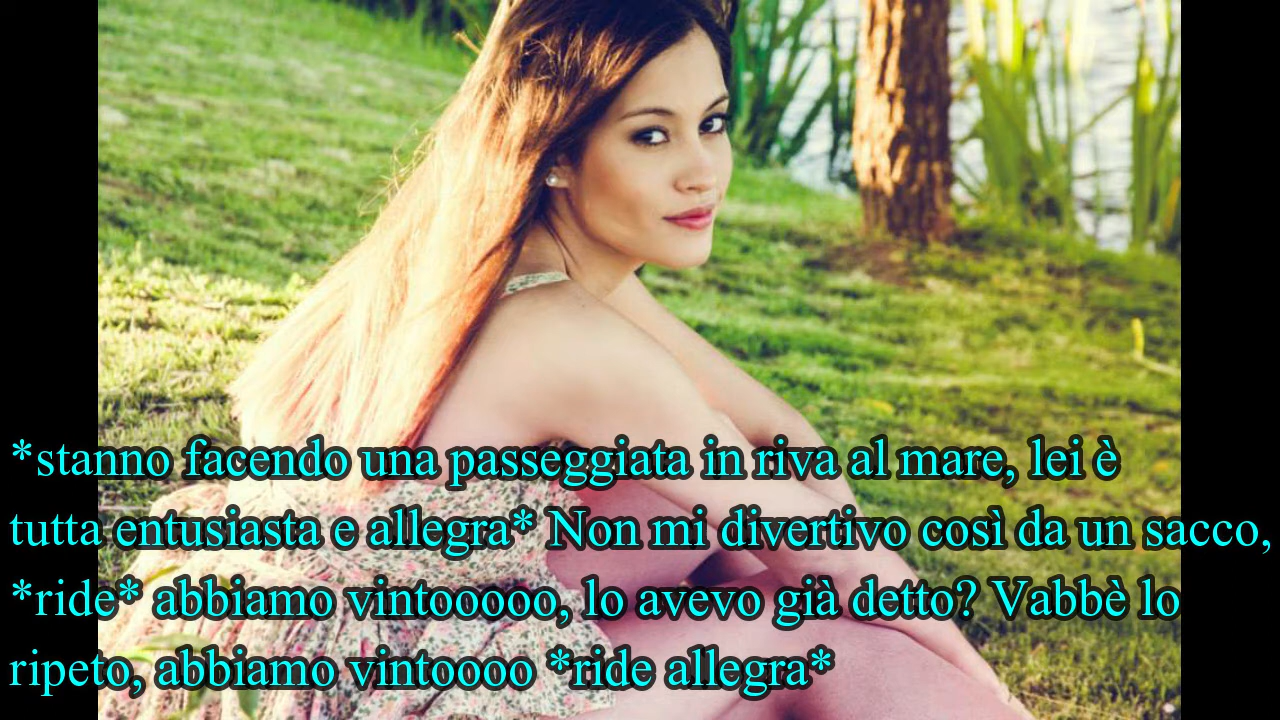 *stanno facendo una passeggiata in riva al mare, lei è
tutta entusiasta e allegra* Non mi divertivo così da un sacco,
*ride* abbiamo vintooooo, lo avevo già detto? Vabbè lo
ripeto, abbiamo vintoooo *ride allegra*